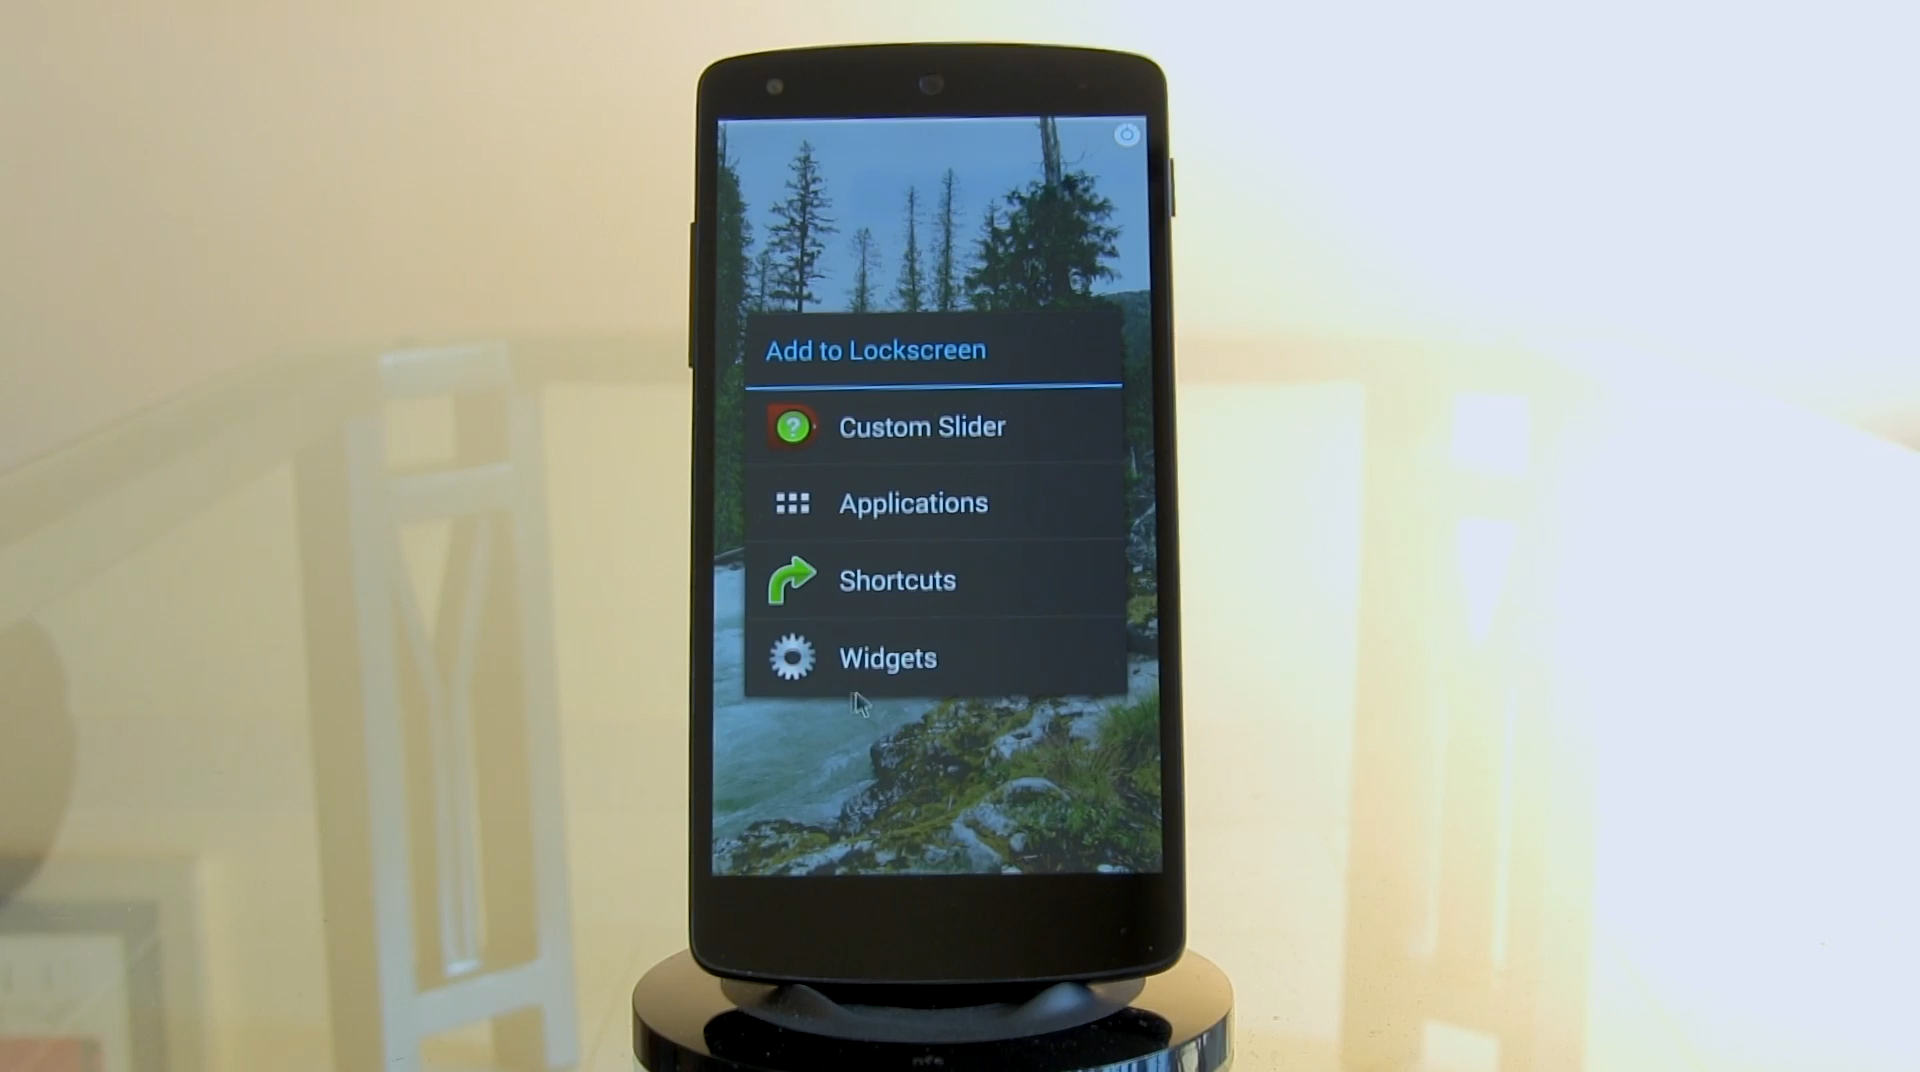 Add to Lockscreen
?
Custom Slider
Applications
Shortcuts
Widgets